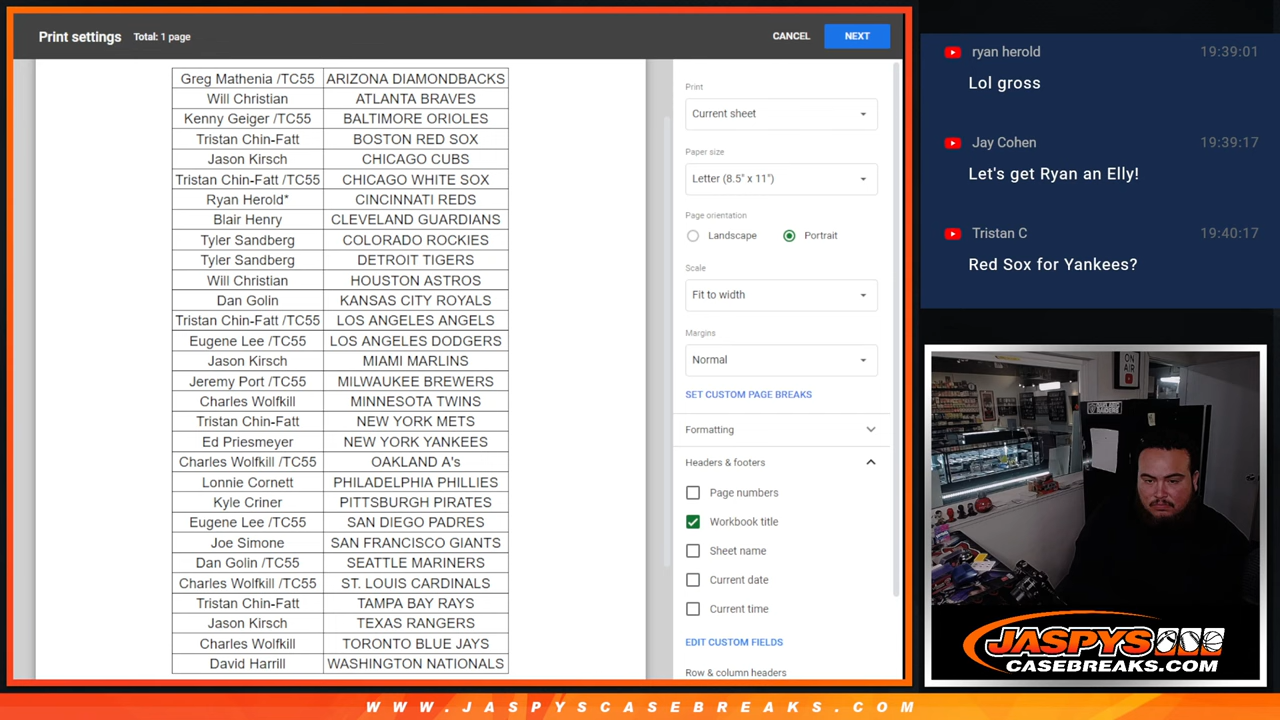 Print settings Total: 1 page CANCEL NEXT
Greg Mathenia /TC55 ARIZONA DIAMONDBACKS
Will Christian ATLANTA BRAVES
Kenny Geiger /TC55 BALTIMORE ORIOLES
Tristan Chin-Fatt BOSTON RED SOX
Jason Kirsch CHICAGO CUBS
Tristan Chin-Fatt /TC55 CHICAGO WHITE SOX
Ryan Herold* CINCINNATI REDS
Blair Henry CLEVELAND GUARDIANS
Tyler Sandberg COLORADO ROCKIES
Tyler Sandberg DETROIT TIGERS
Will Christian HOUSTON ASTROS
Dan Golin KANSAS CITY ROYALS
Tristan Chin-Fatt /TC55 LOS ANGELES ANGELS
Eugene Lee /TC55 LOS ANGELES DODGERS
Jason Kirsch MIAMI MARLINS
Jeremy Port /TC55 MILWAUKEE BREWERS
Charles Wolfkill MINNESOTA TWINS
Tristan Chin-Fatt NEW YORK METS
Ed Priesmeyer NEW YORK YANKEES
Charles Wolfkill /TC55 OAKLAND A's
Lonnie Cornett PHILADELPHIA PHILLIES
Kyle Criner PITTSBURGH PIRATES
Eugene Lee /TC55 SAN DIEGO PADRES
Joe Simone SAN FRANCISCO GIANTS
Dan Golin /TC55 SEATTLE MARINERS
Charles Wolfkill /TC55 ST. LOUIS CARDINALS
Tristan Chin-Fatt TAMPA BAY RAYS
Jason Kirsch TEXAS RANGERS
Charles Wolfkill TORONTO BLUE JAYS
David Harrill WASHINGTON NATIONALS
Print
Current sheet
Paper size
Letter (8.5" x 11")
Page orientation
Landscape Portrait
Scale
Fit to width
Margins
Normal
SET CUSTOM PAGE BREAKS
Formatting
Headers & footers
Page numbers
Workbook title
Sheet name
Current date
Current time
EDIT CUSTOM FIELDS
Row & column headers
ryan herold 19:39:01
Lol gross
Jay Cohen 19:39:17
Let's get Ryan an Elly!
Tristan C 19:40:17
Red Sox for Yankees?
ON AIR
JASPYS
CASEBREAKS.COM
WWW.JASPYSCASEBREAKS.COM